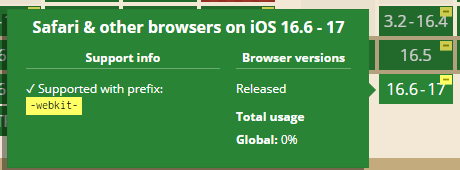 Safari & other browsers on iOS 16.6 - 17
Support info
Browser versions
✓ Supported with prefix:
-webkit-
Released
Total usage
Global: 0%
3.2-16.4
16.5
16.6-17